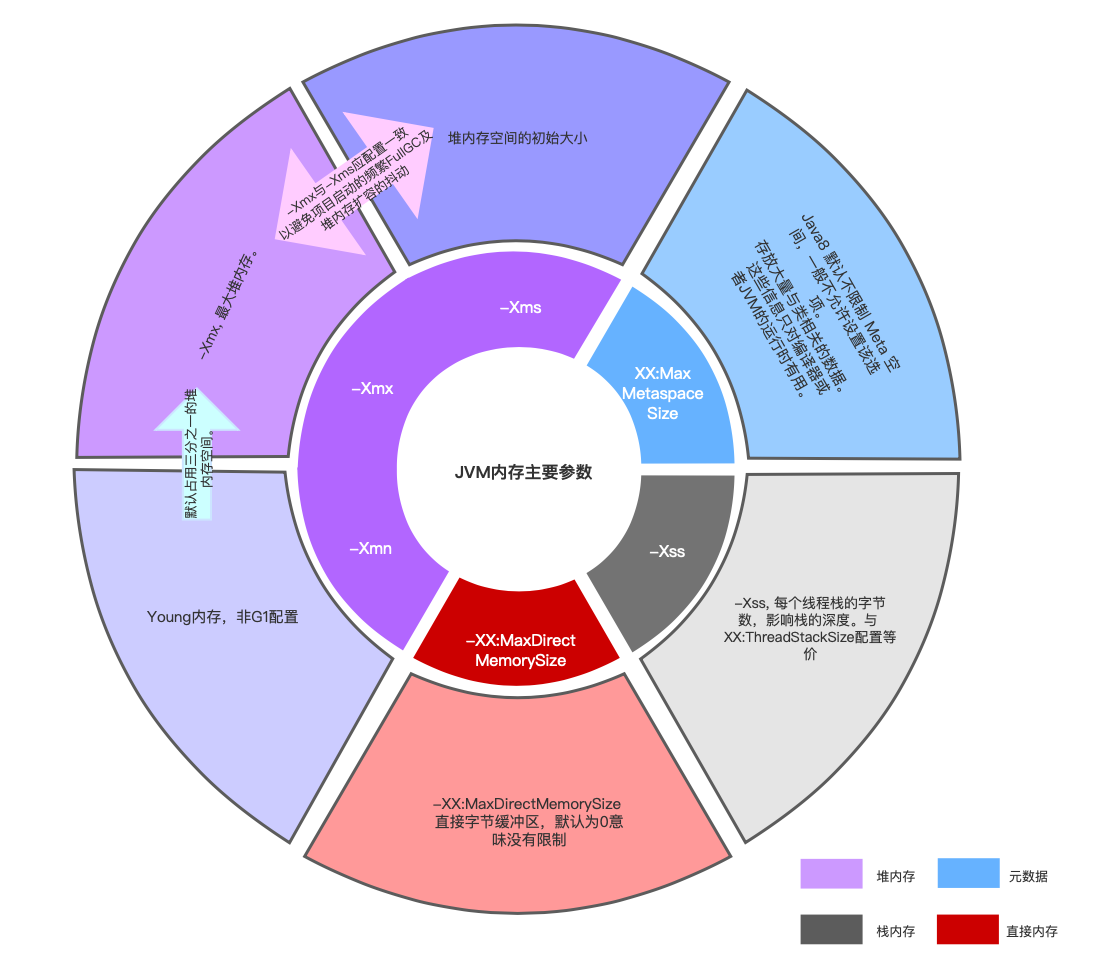 堆内存空间的初始大小
-Xmx与-Xms应配置一致
以避免项目启动的频繁FullGC及
堆内存扩容的抖动
-Xmx, 最大堆内存。
Java8 默认不限制 Meta 空
间，一般不允许设置该选
项。
存放大量与类相关的数据。
这些信息只对编译器或
者JVM的运行时有用。
-Xms
-Xmx
XX:Max
Metaspace
Size
默认占用三分之一的堆
内存空间。
JVM内存主要参数
-Xmn
-Xss
Young内存，非G1配置
-Xss, 每个线程栈的字节
数，影响栈的深度。与
XX:ThreadStackSize配置等
价
-XX:MaxDirect
MemorySize
-XX:MaxDirectMemorySize
直接字节缓冲区，默认为0意
味没有限制
堆内存
元数据
栈内存
直接内存